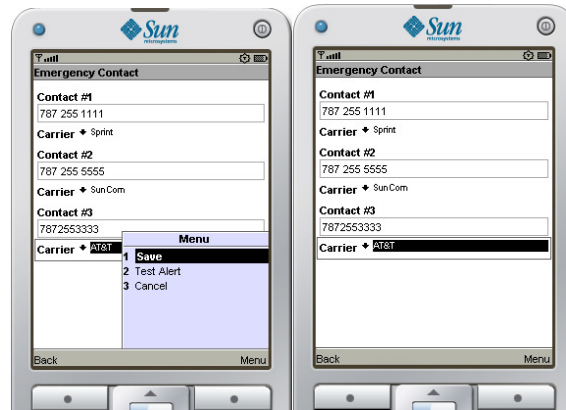 Sun
microsystems
Emergency Contact
Contact #1
787 255 1111
Carrier Sprint
Contact #2
787 255 5555
Carrier SunCom
Contact #3
7872553333
Carrier AT&T
Menu
1 Save
2 Test Alert
3 Cancel
Back Menu
Sun
microsystems
Emergency Contact
Contact #1
787 255 1111
Carrier Sprint
Contact #2
787 255 5555
Carrier SunCom
Contact #3
7872553333
Carrier AT&T
Back Menu